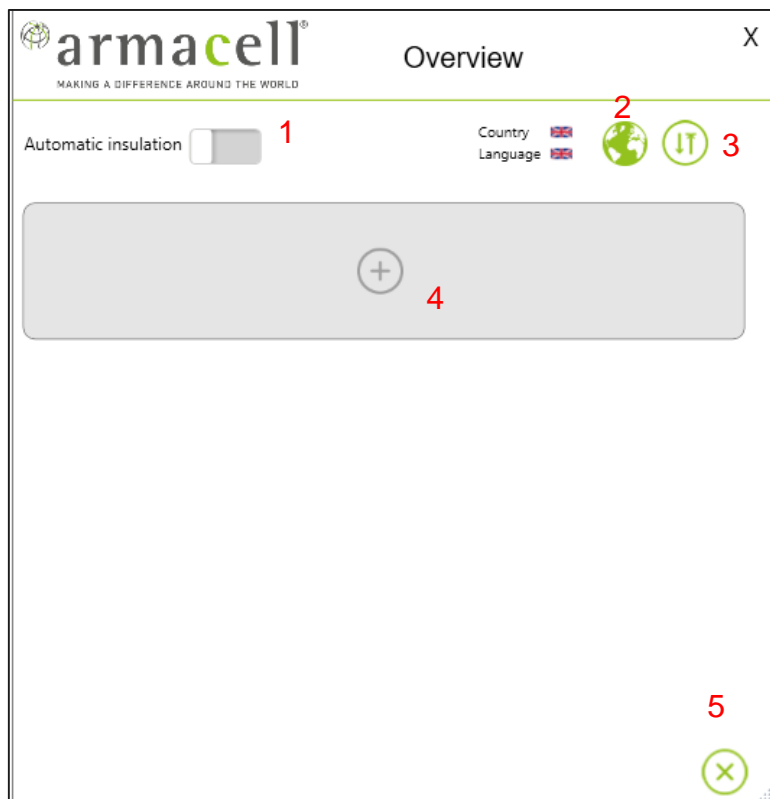 armacell®
MAKING A DIFFERENCE AROUND THE WORLD
Overview
X
Automatic insulation
1
Country
Language
2
3
4
5